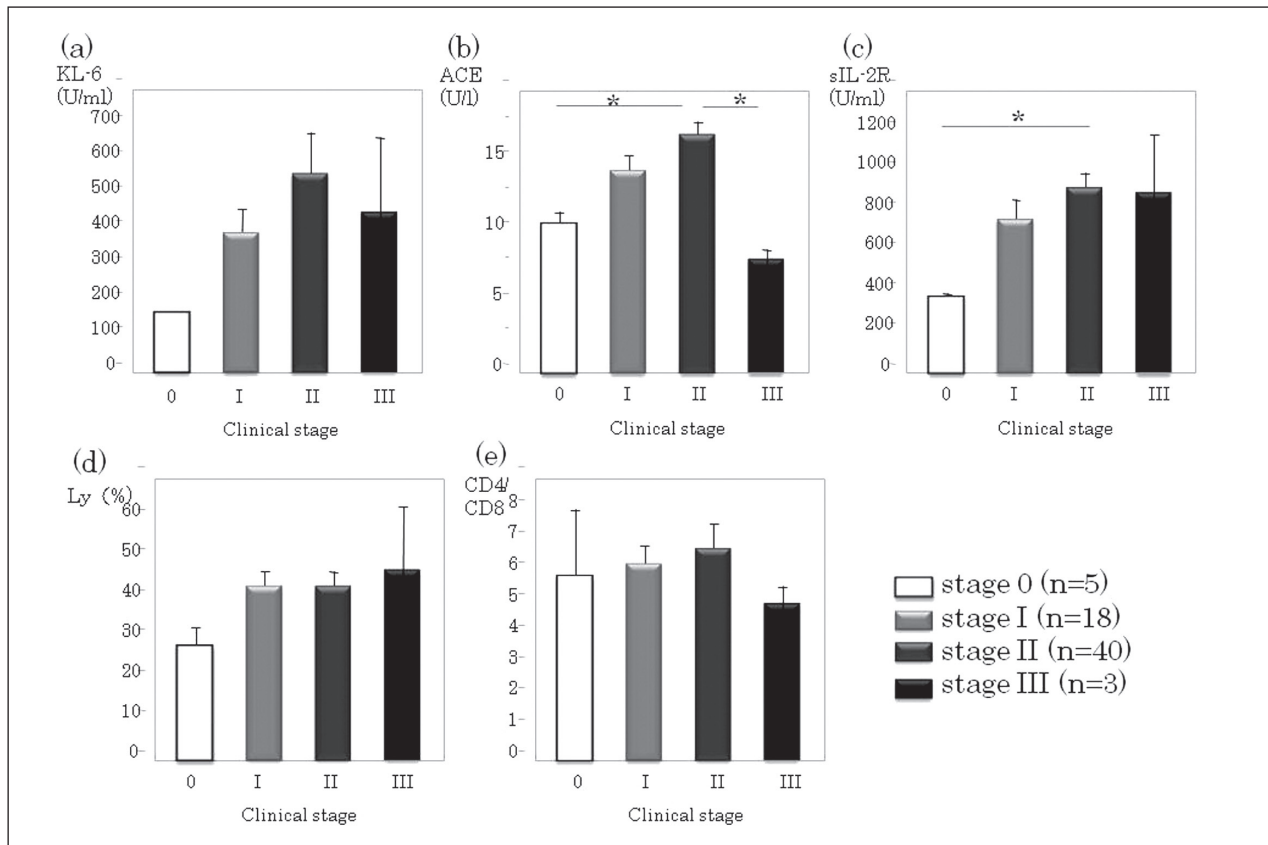 (a)
KL-6
(U/ml)
700
600
500
400
300
200
100
0
0 I II III
Clinical stage
(b)
ACE
(U/l)
* *
15
10
5
0
0 I II III
Clinical stage
(c)
sIL-2R
(U/ml)
1200
*
1000
800
600
400
200
0
0 I II III
Clinical stage
(d)
Ly (%)
60
50
40
30
20
10
0
0 I II III
Clinical stage
(e)
CD4/
CD8
8
7
6
5
4
3
2
1
0
0 I II III
Clinical stage
stage 0 (n=5)
stage I (n=18)
stage II (n=40)
stage III (n=3)